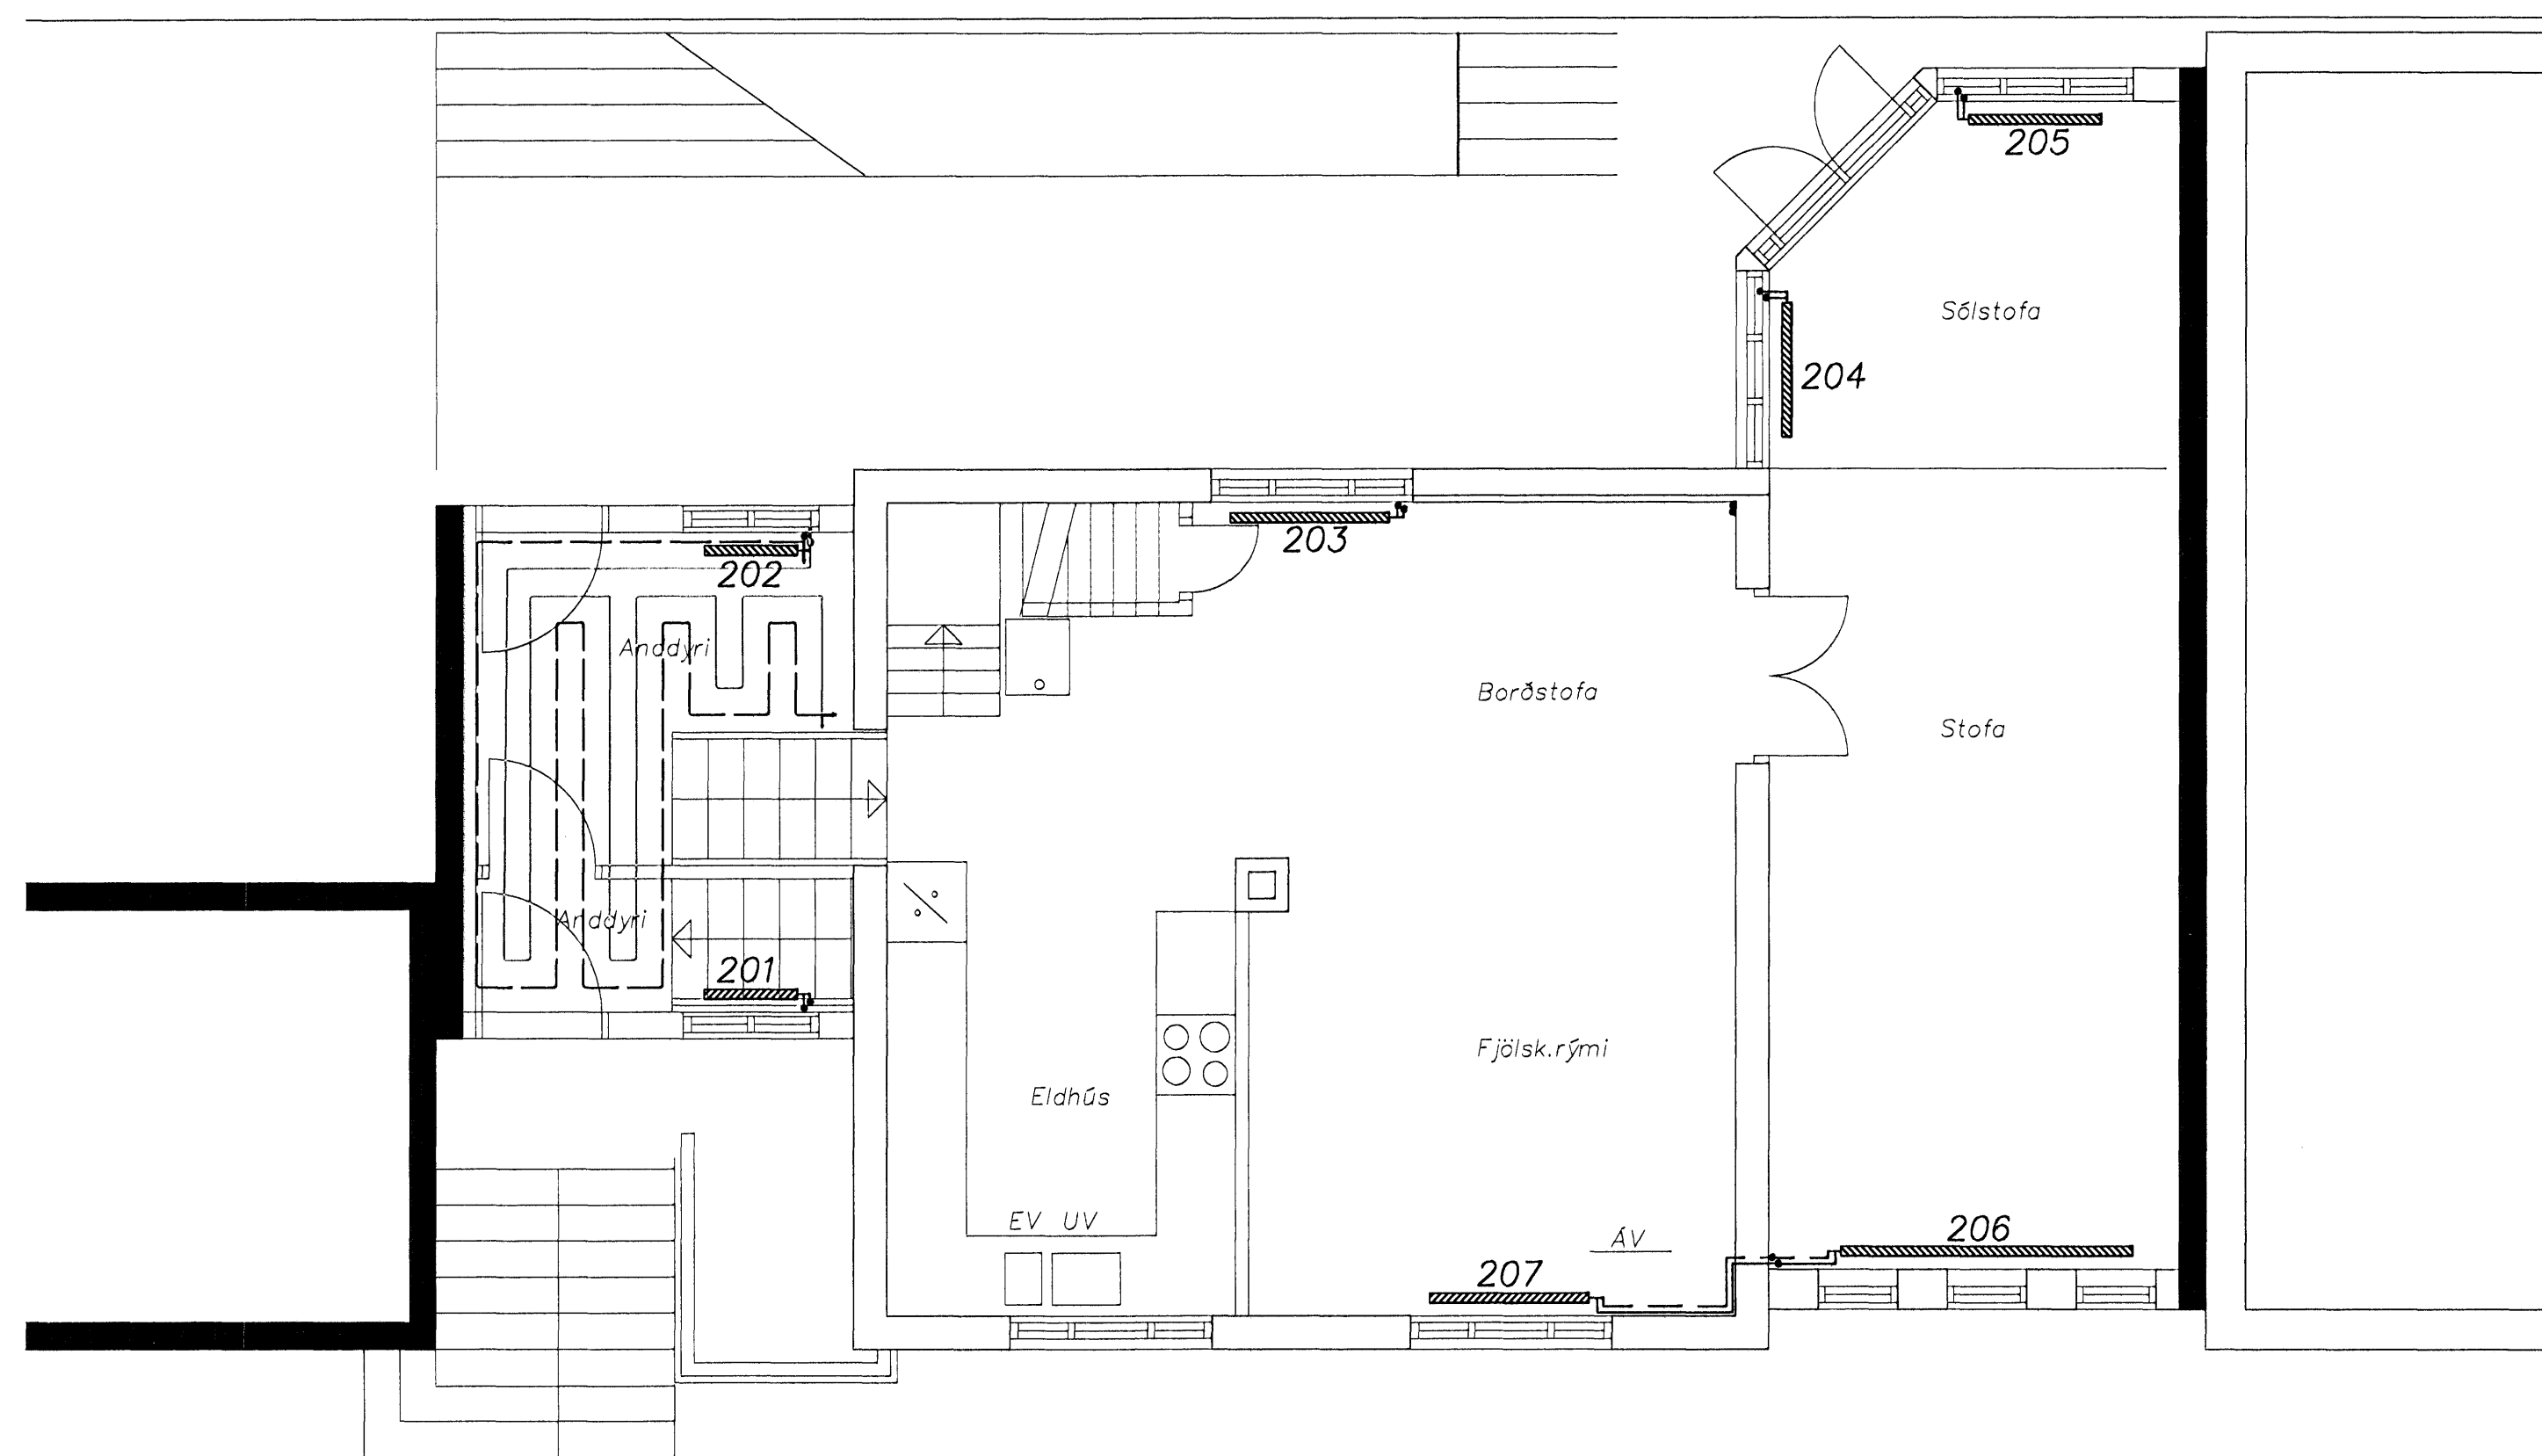 205
Sólstofa
204
203
202
Anddyri
Borðstofa
Stofa
Anddyri
201
Fjölsk.rými
Eldhús
EV UV
ÁV
206
207